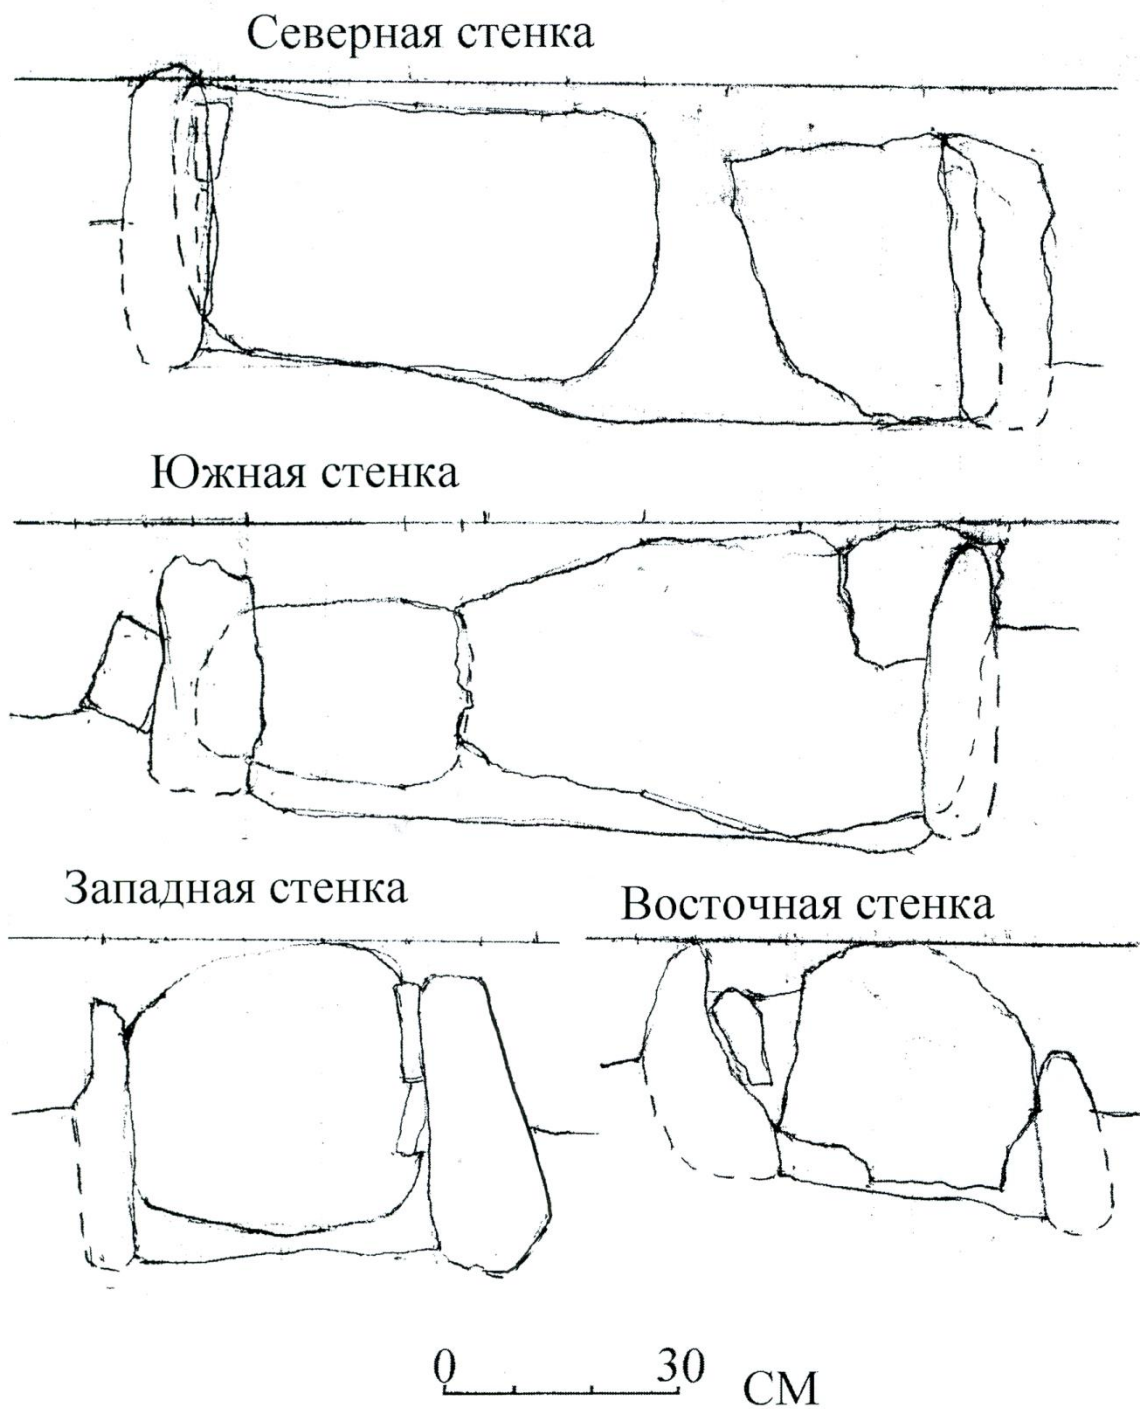 Северная стенка
Южная стенка
Западная стенка
Восточная стенка
0 30 СМ